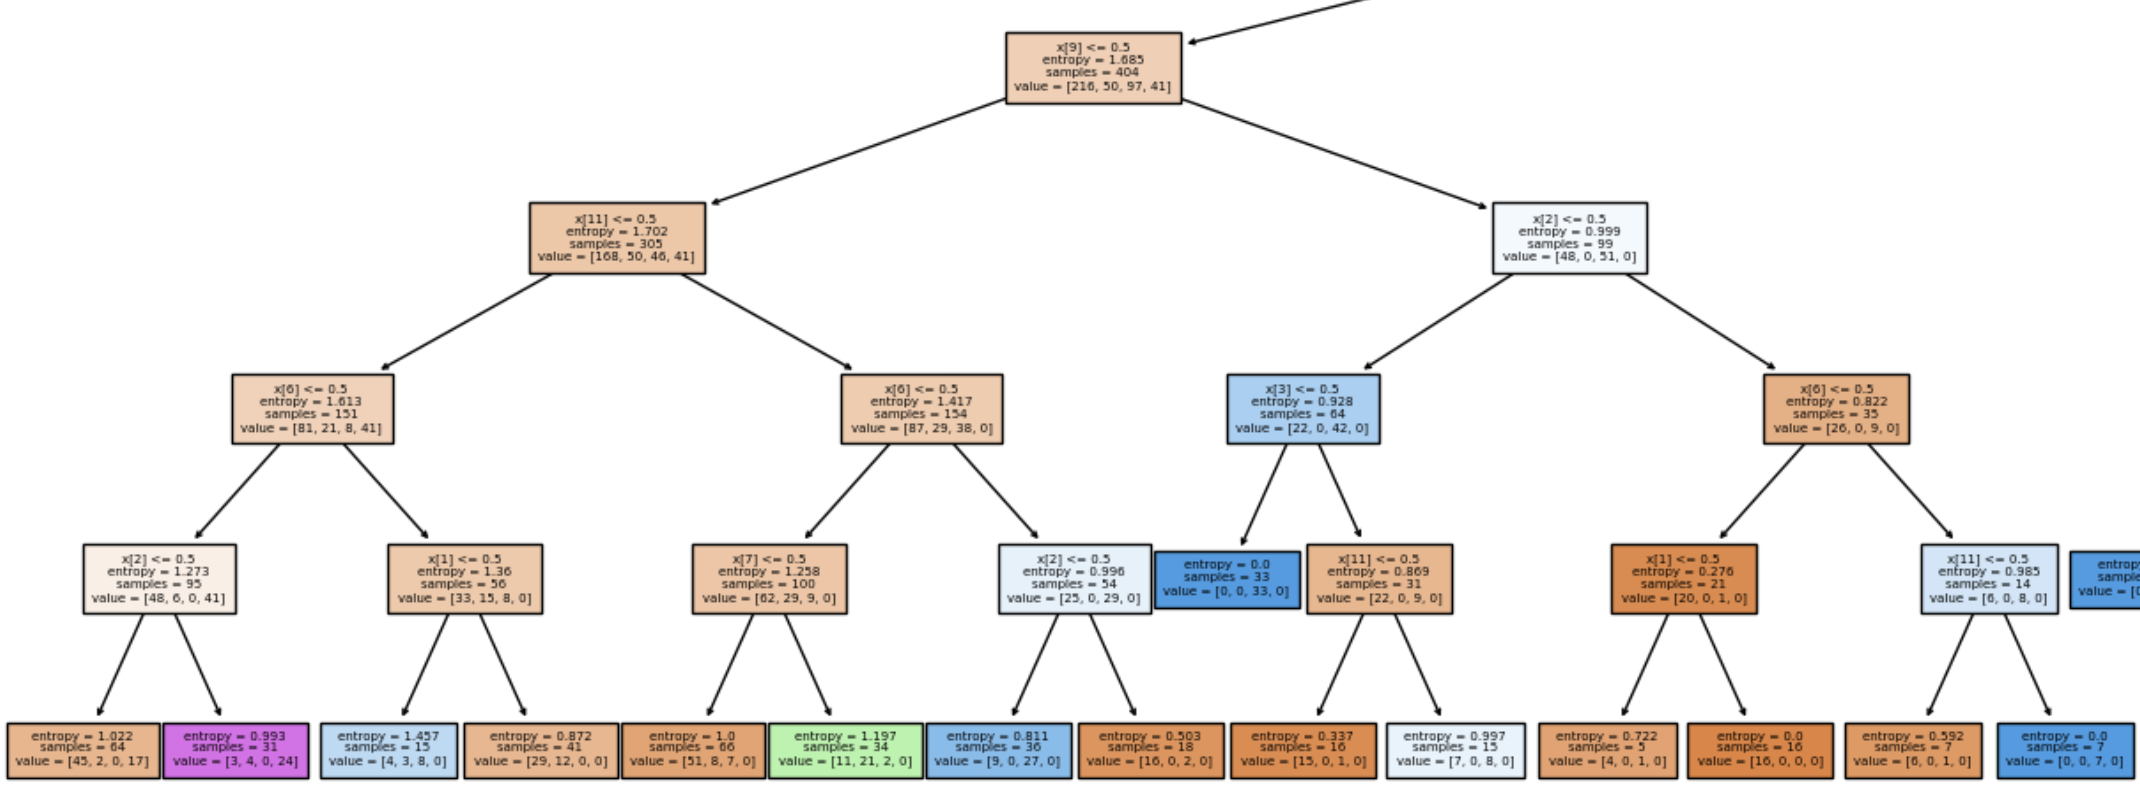 x[9] <= 0.5
entropy = 1.685
samples = 404
value = [216, 50, 97, 41]
x[11] <= 0.5
entropy = 1.702
samples = 305
value = [168, 50, 46, 41]
x[2] <= 0.5
entropy = 0.999
samples = 99
value = [48, 0, 51, 0]
x[6] <= 0.5
entropy = 1.613
samples = 151
value = [81, 21, 8, 41]
x[6] <= 0.5
entropy = 1.417
samples = 154
value = [87, 29, 38, 0]
x[3] <= 0.5
entropy = 0.928
samples = 64
value = [22, 0, 42, 0]
x[6] <= 0.5
entropy = 0.822
samples = 35
value = [26, 0, 9, 0]
x[2] <= 0.5
entropy = 1.273
samples = 95
value = [48, 6, 0, 41]
x[1] <= 0.5
entropy = 1.36
samples = 56
value = [33, 15, 8, 0]
x[7] <= 0.5
entropy = 1.258
samples = 100
value = [62, 29, 9, 0]
x[2] <= 0.5
entropy = 0.996
samples = 54
value = [25, 0, 29, 0]
entropy = 0.0
samples = 33
value = [0, 0, 33, 0]
x[11] <= 0.5
entropy = 0.869
samples = 31
value = [22, 0, 9, 0]
x[1] <= 0.5
entropy = 0.276
samples = 21
value = [20, 0, 1, 0]
x[11] <= 0.5
entropy = 0.985
samples = 14
value = [6, 0, 8, 0]
entropy = 1.022
samples = 64
value = [45, 2, 0, 17]
entropy = 0.993
samples = 31
value = [3, 4, 0, 24]
entropy = 1.457
samples = 15
value = [4, 3, 8, 0]
entropy = 0.872
samples = 41
value = [29, 12, 0, 0]
entropy = 1.0
samples = 66
value = [51, 8, 7, 0]
entropy = 1.197
samples = 34
value = [11, 21, 2, 0]
entropy = 0.811
samples = 36
value = [9, 0, 27, 0]
entropy = 0.503
samples = 18
value = [16, 0, 2, 0]
entropy = 0.337
samples = 16
value = [15, 0, 1, 0]
entropy = 0.997
samples = 15
value = [7, 0, 8, 0]
entropy = 0.722
samples = 5
value = [4, 0, 1, 0]
entropy = 0.0
samples = 16
value = [16, 0, 0, 0]
entropy = 0.592
samples = 7
value = [6, 0, 1, 0]
entropy = 0.0
samples = 7
value = [0, 0, 7, 0]